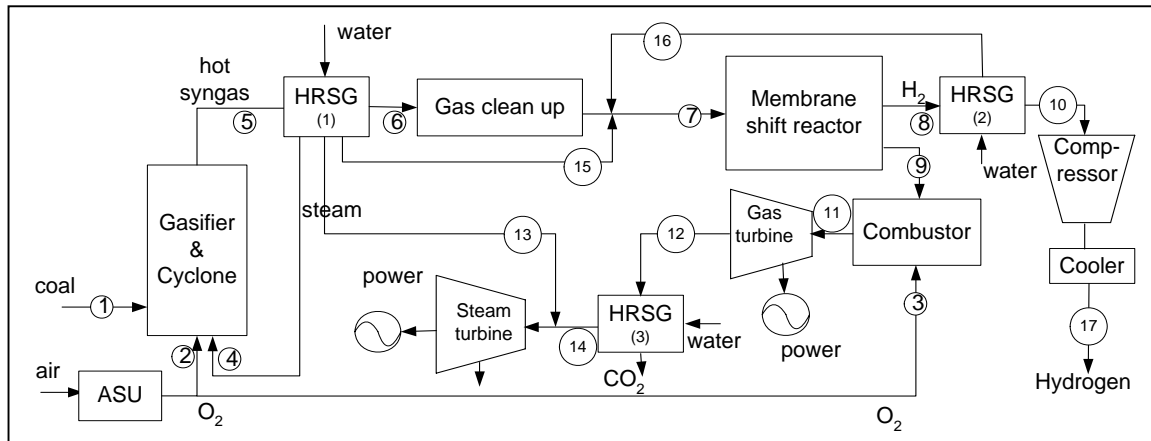 water
16
hot
syngas
5
HRSG
(1)
6
Gas clean up
7
Membrane
shift reactor
H2
8
HRSG
(2)
10
Comp-
ressor
water
9
15
steam
Gasifier
&
Cyclone
13
12
Gas
turbine
11
Combustor
Cooler
coal
1
power
Steam
turbine
14
HRSG
(3)
water
3
17
power
2
4
CO2
air
ASU
O2
O2
Hydrogen